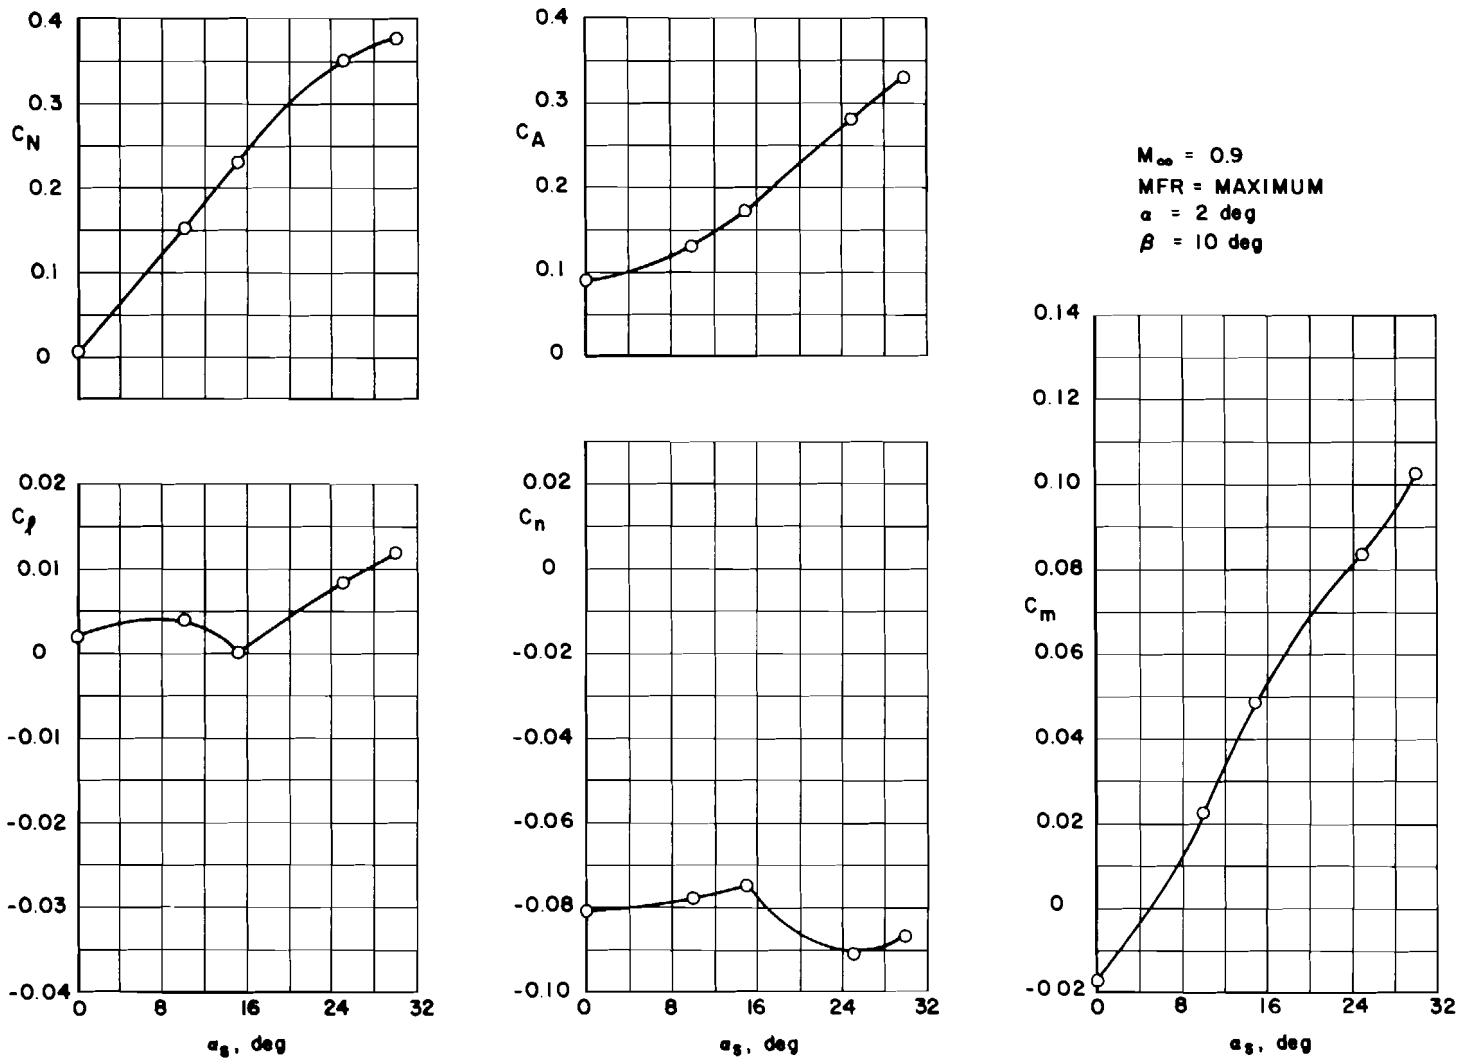 0.4
0.3
C_N
0.2
0.1
0
0.4
0.3
C_A
0.2
0.1
0
M∞ = 0.9
MFR = MAXIMUM
α = 2 deg
β = 10 deg
0.02
C_l
0.01
0
-0.01
-0.02
-0.03
-0.04
0 8 16 24 32
α_s, deg
0.02
C_n
0
-0.02
-0.04
-0.06
-0.08
-0.10
0 8 16 24 32
α_s, deg
0.14
0.12
0.10
0.08
C_m
0.06
0.04
0.02
0
-0 02
0 8 16 24 32
α_s, deg